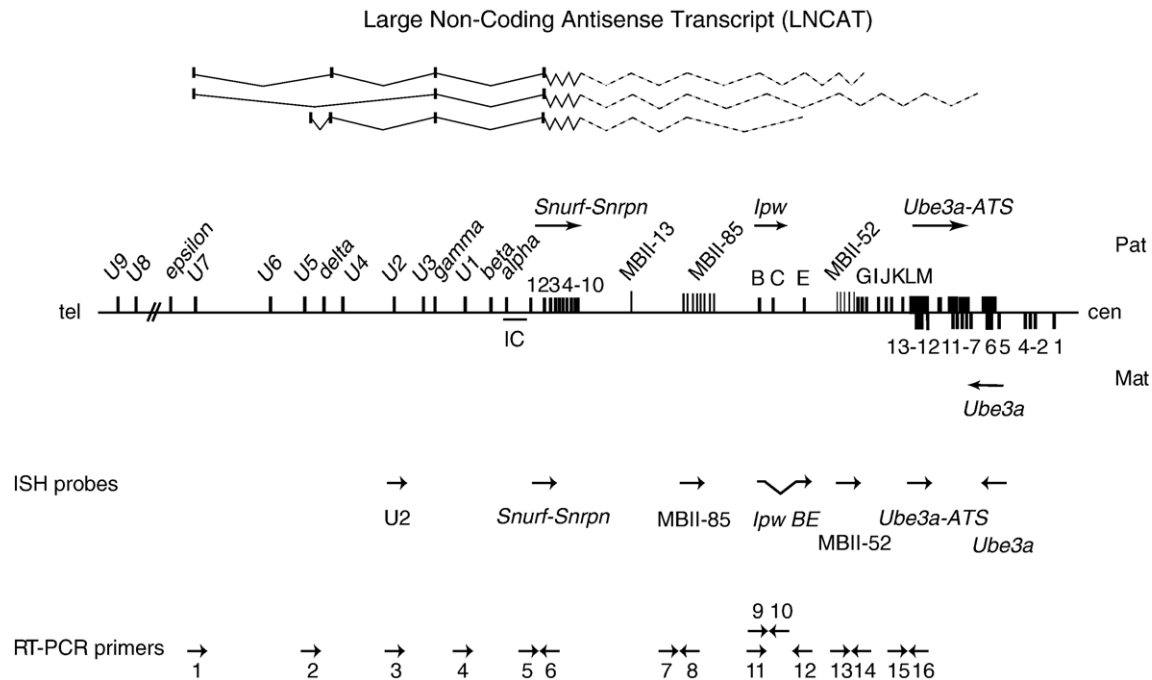 Large Non-Coding Antisense Transcript (LNCAT)
Snurf-Snrpn Ipw Ube3a-ATS Pat
U9 U8 epsilon U7 U6 U5 delta U4 U2 U3 gamma U1 beta alpha 1 2 3 4-10 MBII-13 MBII-85 B C E MBII-52 G I J K L M
tel cen
IC 13-12 11-7 6 5 4-2 1
Mat
Ube3a
ISH probes
U2 Snurf-Snrpn MBII-85 Ipw BE Ube3a-ATS
MBII-52 Ube3a
9 10
RT-PCR primers
1 2 3 4 5 6 7 8 11 12 13 14 15 16